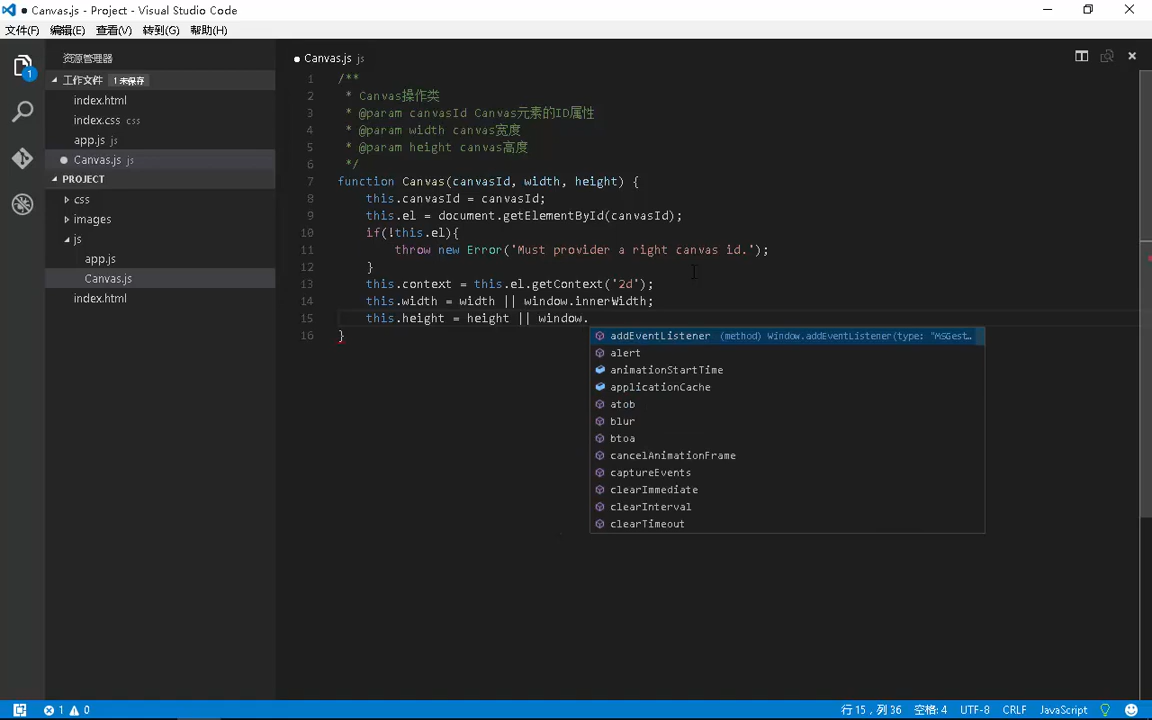 ● Canvas.js - Project - Visual Studio Code
文件(F) 编辑(E) 查看(V) 转到(G) 帮助(H)
资源管理器
工作文件 1 未保存
index.html
index.css css
app.js js
● Canvas.js js
PROJECT
css
images
js
app.js
Canvas.js
index.html
1
● Canvas.js js
1 /**
2 * Canvas操作类
3 * @param canvasId Canvas元素的ID属性
4 * @param width canvas宽度
5 * @param height canvas高度
6 */
7 function Canvas(canvasId, width, height) {
8 this.canvasId = canvasId;
9 this.el = document.getElementById(canvasId);
10 if(!this.el){
11 throw new Error('Must provider a right canvas id.');
12 }
13 this.context = this.el.getContext('2d');
14 this.width = width || window.innerWidth;
15 this.height = height || window.
16 }
addEventListener (method) Window.addEventListener(type: "MSGest…
alert
animationStartTime
applicationCache
atob
blur
btoa
cancelAnimationFrame
captureEvents
clearImmediate
clearInterval
clearTimeout
1 0 行 15，列 36 空格: 4 UTF-8 CRLF JavaScript